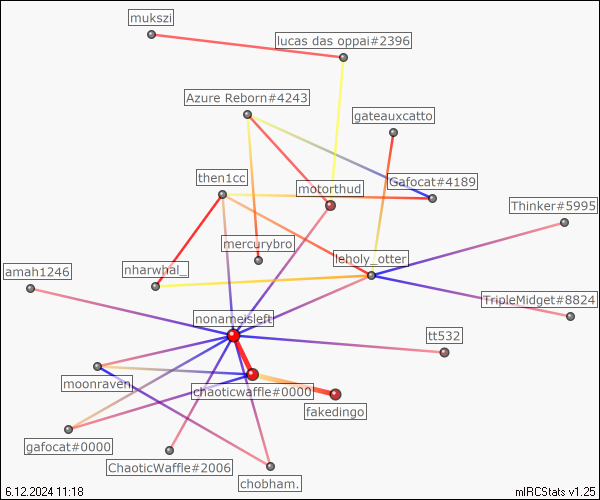 mukszi
lucas das oppai#2396
Azure Reborn#4243
gateauxcatto
then1cc
motorthud
Gafocat#4189
Thinker#5995
mercurybro
leholy_otter
nharwhal_
amah1246
TripleMidget#8824
nonameisleft
tt532
moonraven
chaoticwaffle#0000
fakedingo
gafocat#0000
ChaoticWaffle#2006
chobham.
6.12.2024 11:18
mIRCStats v1.25